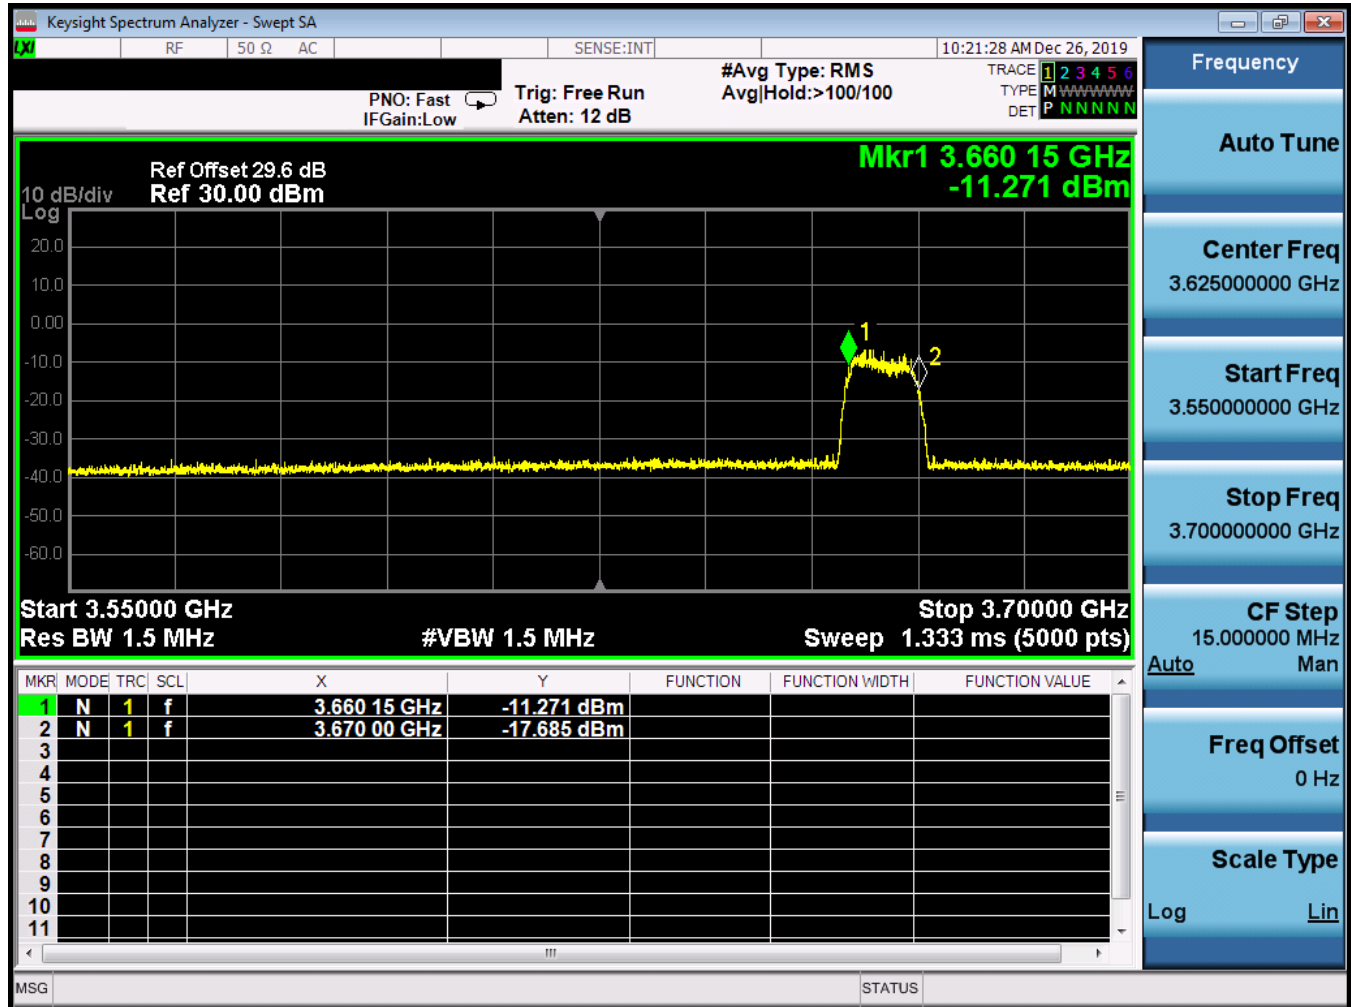 Keysight Spectrum Analyzer - Swept SA
LXI RF 50 Ω AC SENSE:INT 10:21:28 AM Dec 26, 2019
PNO: Fast
IFGain:Low
Trig: Free Run
Atten: 12 dB
#Avg Type: RMS
Avg|Hold:>100/100
TRACE 1 2 3 4 5 6
TYPE M W W W W W
DET P N N N N N
Ref Offset 29.6 dB
10 dB/div Ref 30.00 dBm
Log
Mkr1 3.660 15 GHz
-11.271 dBm
20.0
10.0
0.00
-10.0
-20.0
-30.0
-40.0
-50.0
-60.0
1
2
Start 3.55000 GHz Stop 3.70000 GHz
Res BW 1.5 MHz #VBW 1.5 MHz Sweep 1.333 ms (5000 pts)
MKR MODE TRC SCL X Y FUNCTION FUNCTION WIDTH FUNCTION VALUE
1 N 1 f 3.660 15 GHz -11.271 dBm
2 N 1 f 3.670 00 GHz -17.685 dBm
3
4
5
6
7
8
9
10
11
MSG STATUS
Frequency
Auto Tune
Center Freq
3.625000000 GHz
Start Freq
3.550000000 GHz
Stop Freq
3.700000000 GHz
CF Step
15.000000 MHz
Auto Man
Freq Offset
0 Hz
Scale Type
Log Lin